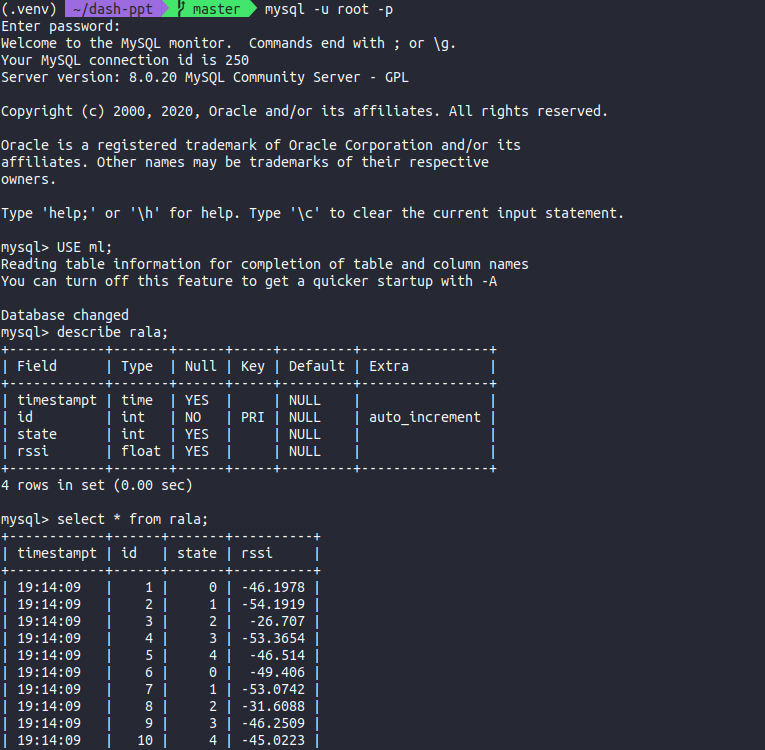 (.venv) ~/dash-ppt master mysql -u root -p
Enter password:
Welcome to the MySQL monitor.  Commands end with ; or \g.
Your MySQL connection id is 250
Server version: 8.0.20 MySQL Community Server - GPL

Copyright (c) 2000, 2020, Oracle and/or its affiliates. All rights reserved.

Oracle is a registered trademark of Oracle Corporation and/or its
affiliates. Other names may be trademarks of their respective
owners.

Type 'help;' or '\h' for help. Type '\c' to clear the current input statement.

mysql> USE ml;
Reading table information for completion of table and column names
You can turn off this feature to get a quicker startup with -A

Database changed
mysql> describe rala;
+------------+-------+------+-----+---------+----------------+
| Field      | Type  | Null | Key | Default | Extra          |
+------------+-------+------+-----+---------+----------------+
| timestampt | time  | YES  |     | NULL    |                |
| id         | int   | NO   | PRI | NULL    | auto_increment |
| state      | int   | YES  |     | NULL    |                |
| rssi       | float | YES  |     | NULL    |                |
+------------+-------+------+-----+---------+----------------+
4 rows in set (0.00 sec)

mysql> select * from rala;
+------------+------+-------+----------+
| timestampt | id   | state | rssi     |
+------------+------+-------+----------+
| 19:14:09   |    1 |     0 | -46.1978 |
| 19:14:09   |    2 |     1 | -54.1919 |
| 19:14:09   |    3 |     2 |  -26.707 |
| 19:14:09   |    4 |     3 | -53.3654 |
| 19:14:09   |    5 |     4 |  -46.514 |
| 19:14:09   |    6 |     0 |  -49.406 |
| 19:14:09   |    7 |     1 | -53.0742 |
| 19:14:09   |    8 |     2 | -31.6088 |
| 19:14:09   |    9 |     3 | -46.2509 |
| 19:14:09   |   10 |     4 | -45.0223 |